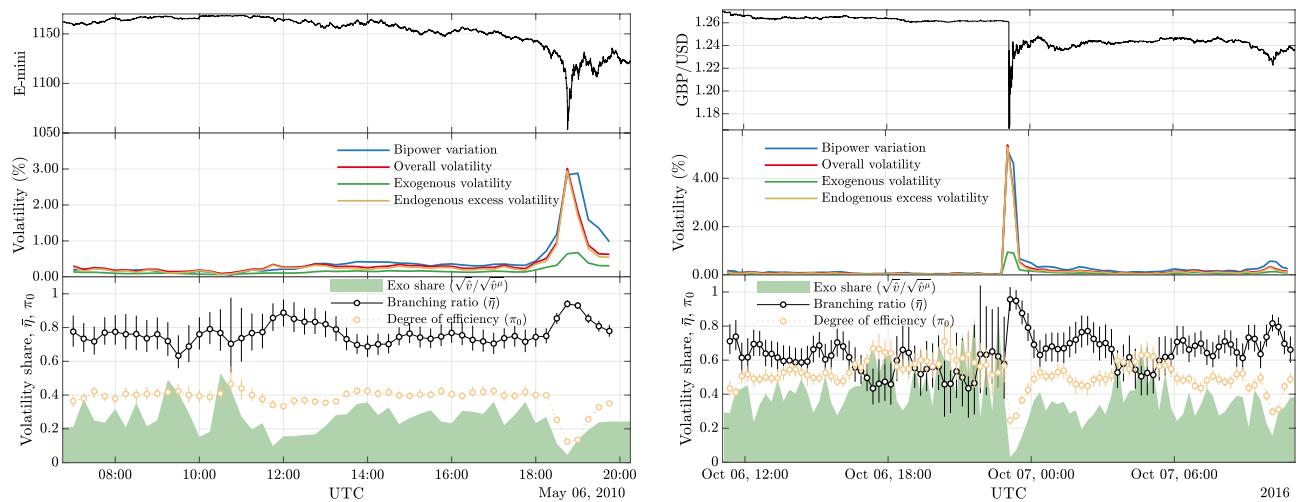 E-mini
1150
1100
1050
Volatility (%)
3.00
2.00
1.00
0.00
Bipower variation
Overall volatility
Exogenous volatility
Endogenous excess volatility
Volatility share, η̄, π₀
1
0.8
0.6
0.4
0.2
0
Exo share (√v̄/√v̄^μ)
Branching ratio (η̄)
Degree of efficiency (π₀)
08:00 10:00 12:00 14:00 16:00 18:00 20:00
UTC
May 06, 2010
GBP/USD
1.26
1.24
1.22
1.20
1.18
Volatility (%)
4.00
2.00
0.00
Bipower variation
Overall volatility
Exogenous volatility
Endogenous excess volatility
Volatility share, η̄, π₀
1
0.8
0.6
0.4
0.2
0
Exo share (√v̄/√v̄^μ)
Branching ratio (η̄)
Degree of efficiency (π₀)
Oct 06, 12:00 Oct 06, 18:00 Oct 07, 00:00 Oct 07, 06:00
UTC
2016